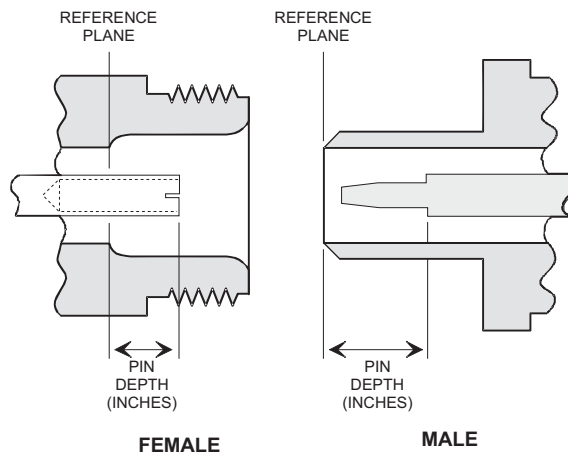 REFERENCE
PLANE
REFERENCE
PLANE
PIN
DEPTH
(INCHES)
PIN
DEPTH
(INCHES)
FEMALE
MALE